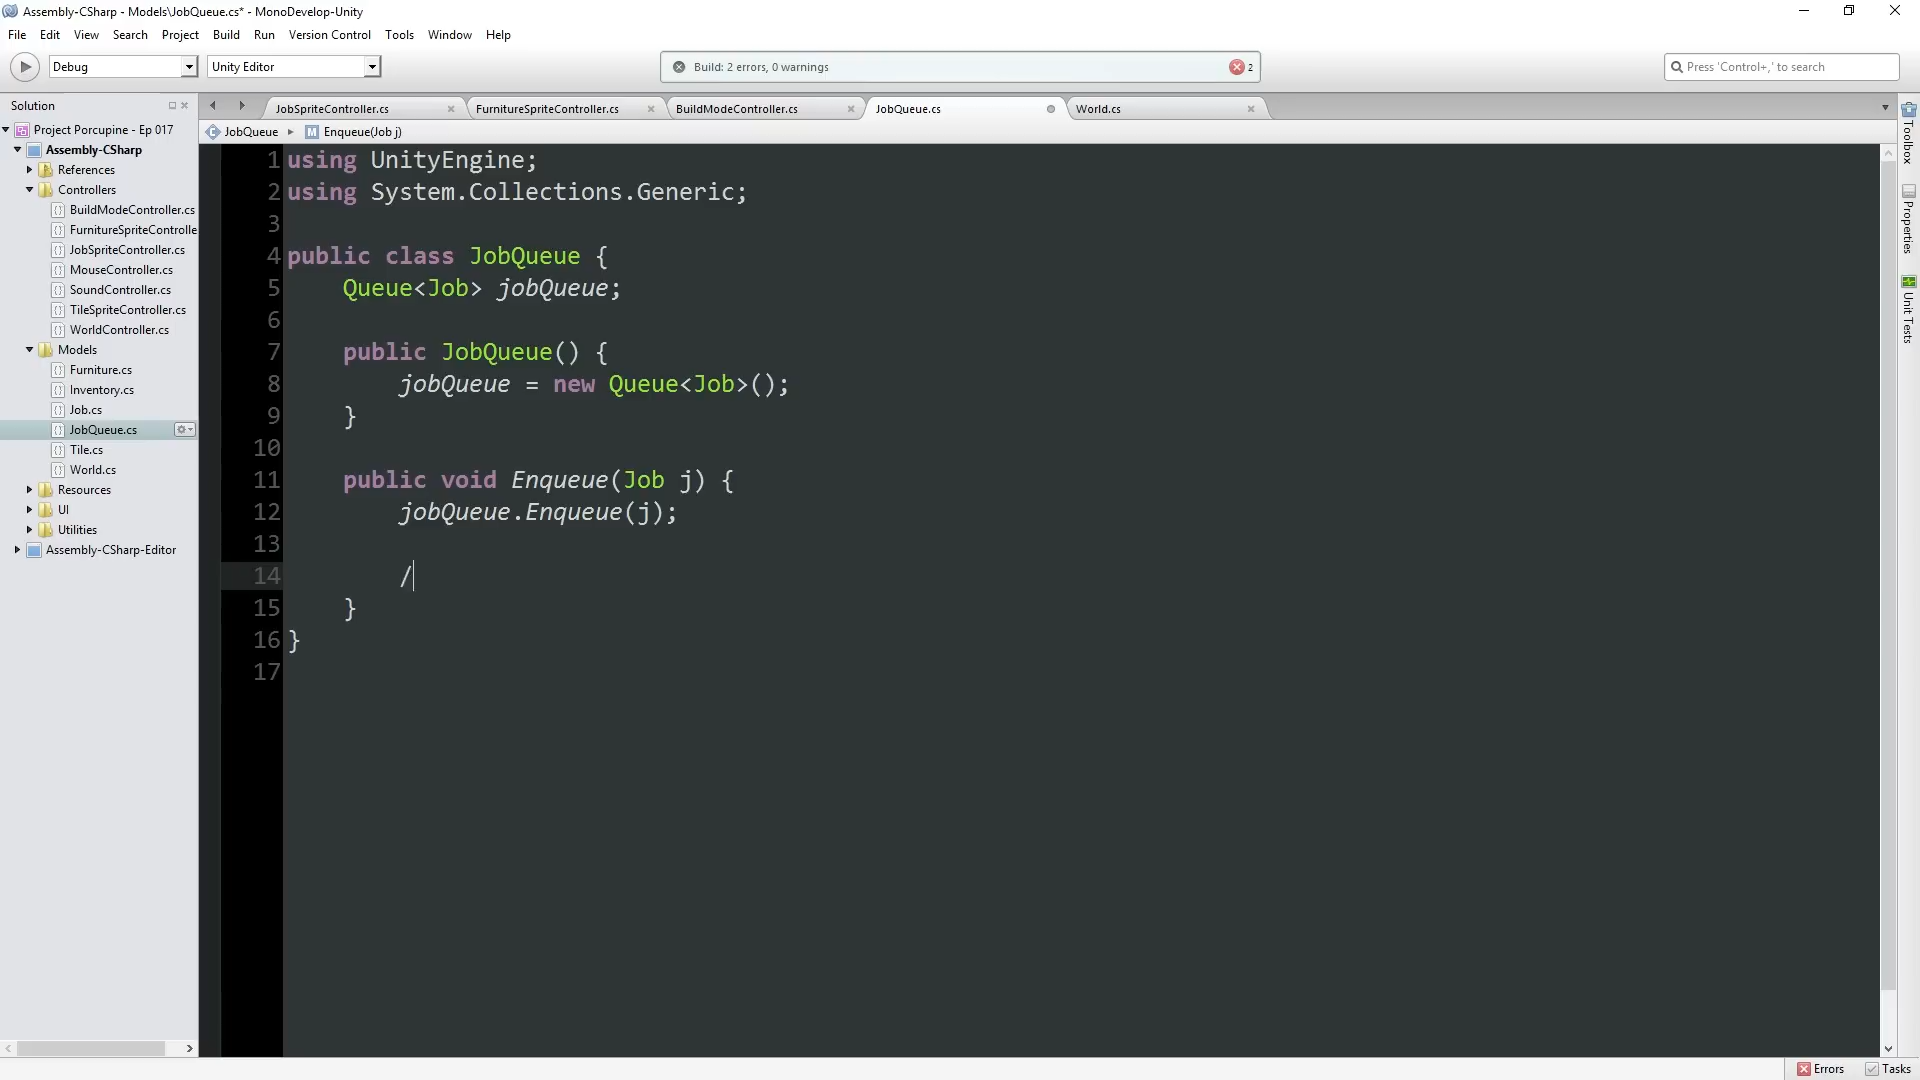 Assembly-CSharp - Models\JobQueue.cs* - MonoDevelop-Unity
File Edit View Search Project Build Run Version Control Tools Window Help
Debug Unity Editor Build: 2 errors, 0 warnings 2 Press 'Control+,' to search
Solution JobSpriteController.cs FurnitureSpriteController.cs BuildModeController.cs JobQueue.cs World.cs
JobQueue Enqueue(Job j)
Project Porcupine - Ep 017
Assembly-CSharp
References
Controllers
BuildModeController.cs
FurnitureSpriteControlle
JobSpriteController.cs
MouseController.cs
SoundController.cs
TileSpriteController.cs
WorldController.cs
Models
Furniture.cs
Inventory.cs
Job.cs
JobQueue.cs
Tile.cs
World.cs
Resources
UI
Utilities
Assembly-CSharp-Editor
1 using UnityEngine;
2 using System.Collections.Generic;
3
4 public class JobQueue {
5 Queue<Job> jobQueue;
6
7 public JobQueue() {
8 jobQueue = new Queue<Job>();
9 }
10
11 public void Enqueue(Job j) {
12 jobQueue.Enqueue(j);
13
14 /
15 }
16 }
17
Toolbox
Properties
Unit Tests
Errors Tasks